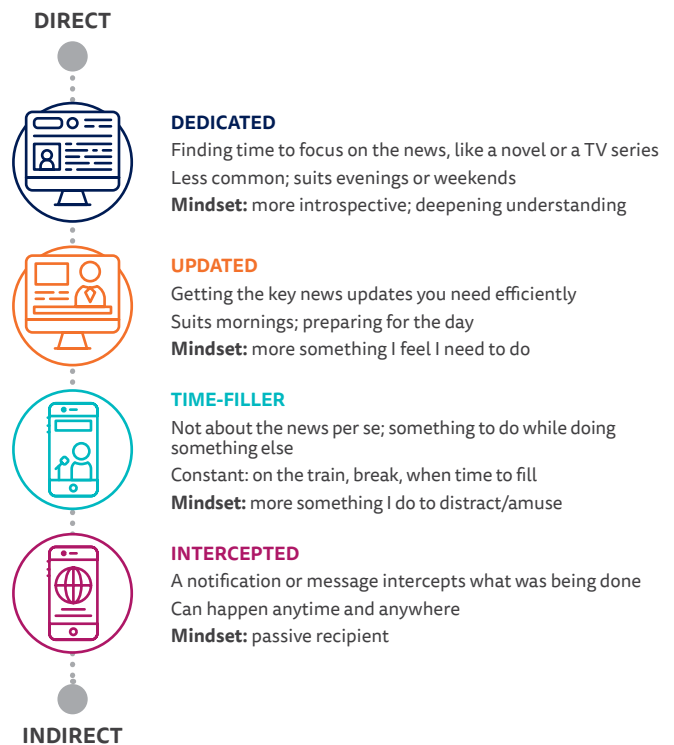 DIRECT
DEDICATED
Finding time to focus on the news, like a novel or a TV series
Less common; suits evenings or weekends
Mindset: more introspective; deepening understanding
UPDATED
Getting the key news updates you need efficiently
Suits mornings; preparing for the day
Mindset: more something I feel I need to do
TIME-FILLER
Not about the news per se; something to do while doing
something else
Constant: on the train, break, when time to fill
Mindset: more something I do to distract/amuse
INTERCEPTED
A notification or message intercepts what was being done
Can happen anytime and anywhere
Mindset: passive recipient
INDIRECT